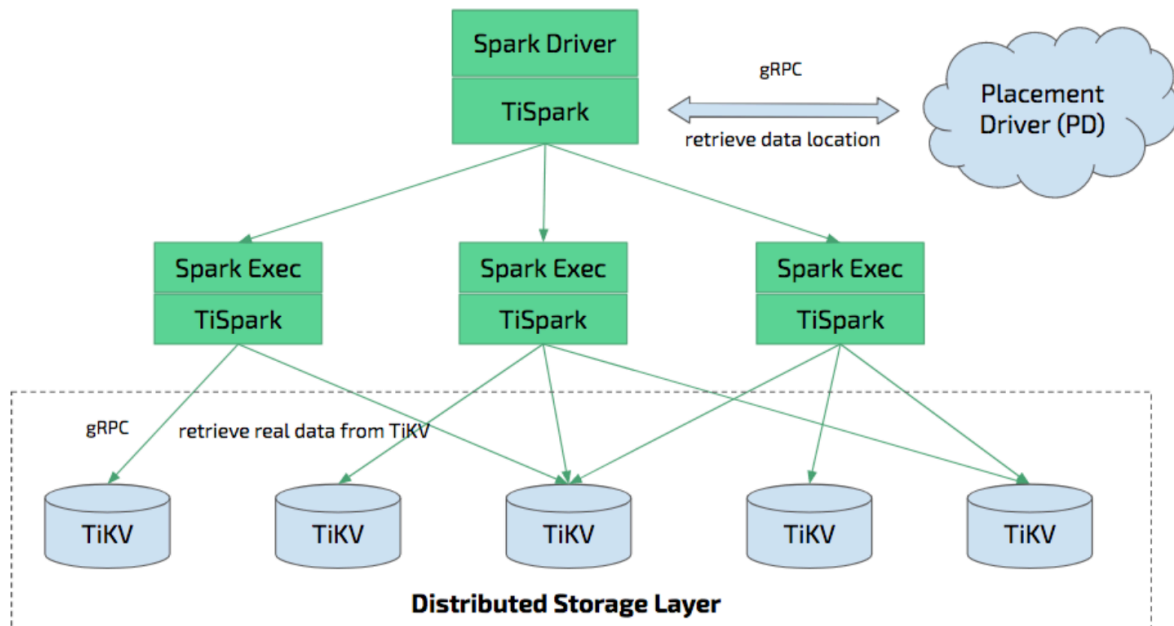 Spark Driver
TiSpark
gRPC
retrieve data location
Placement
Driver (PD)
Spark Exec
TiSpark
Spark Exec
TiSpark
Spark Exec
TiSpark
gRPC
retrieve real data from TiKV
TiKV
TiKV
TiKV
TiKV
TiKV
Distributed Storage Layer